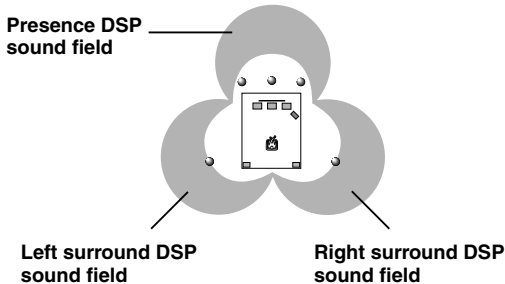 Presence DSP
sound field
Left surround DSP
sound field
Right surround DSP
sound field